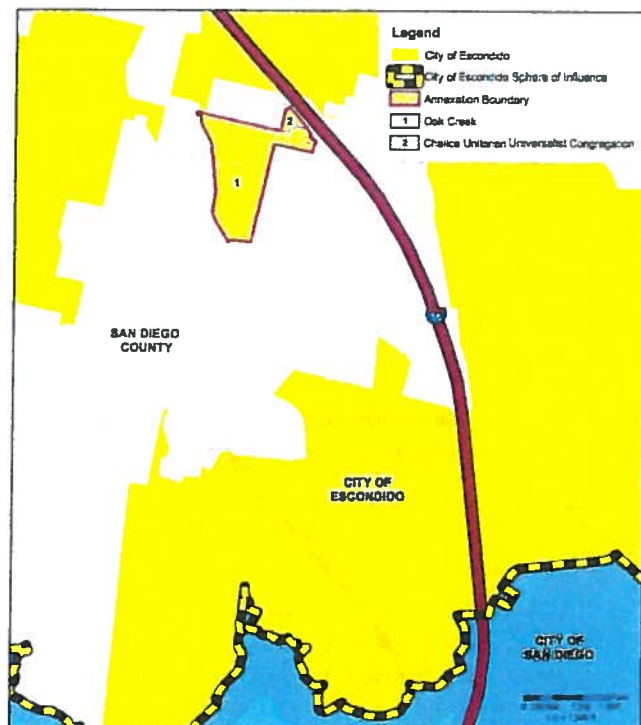 Legend
City of Escondido
City of Escondido Sphere of Influence
Annexation Boundary
1 Oak Creek
2 Chalice Unitarian Universalist Congregation
2
1
SAN DIEGO
COUNTY
CITY OF
ESCONDIDO
CITY OF
SAN DIEGO